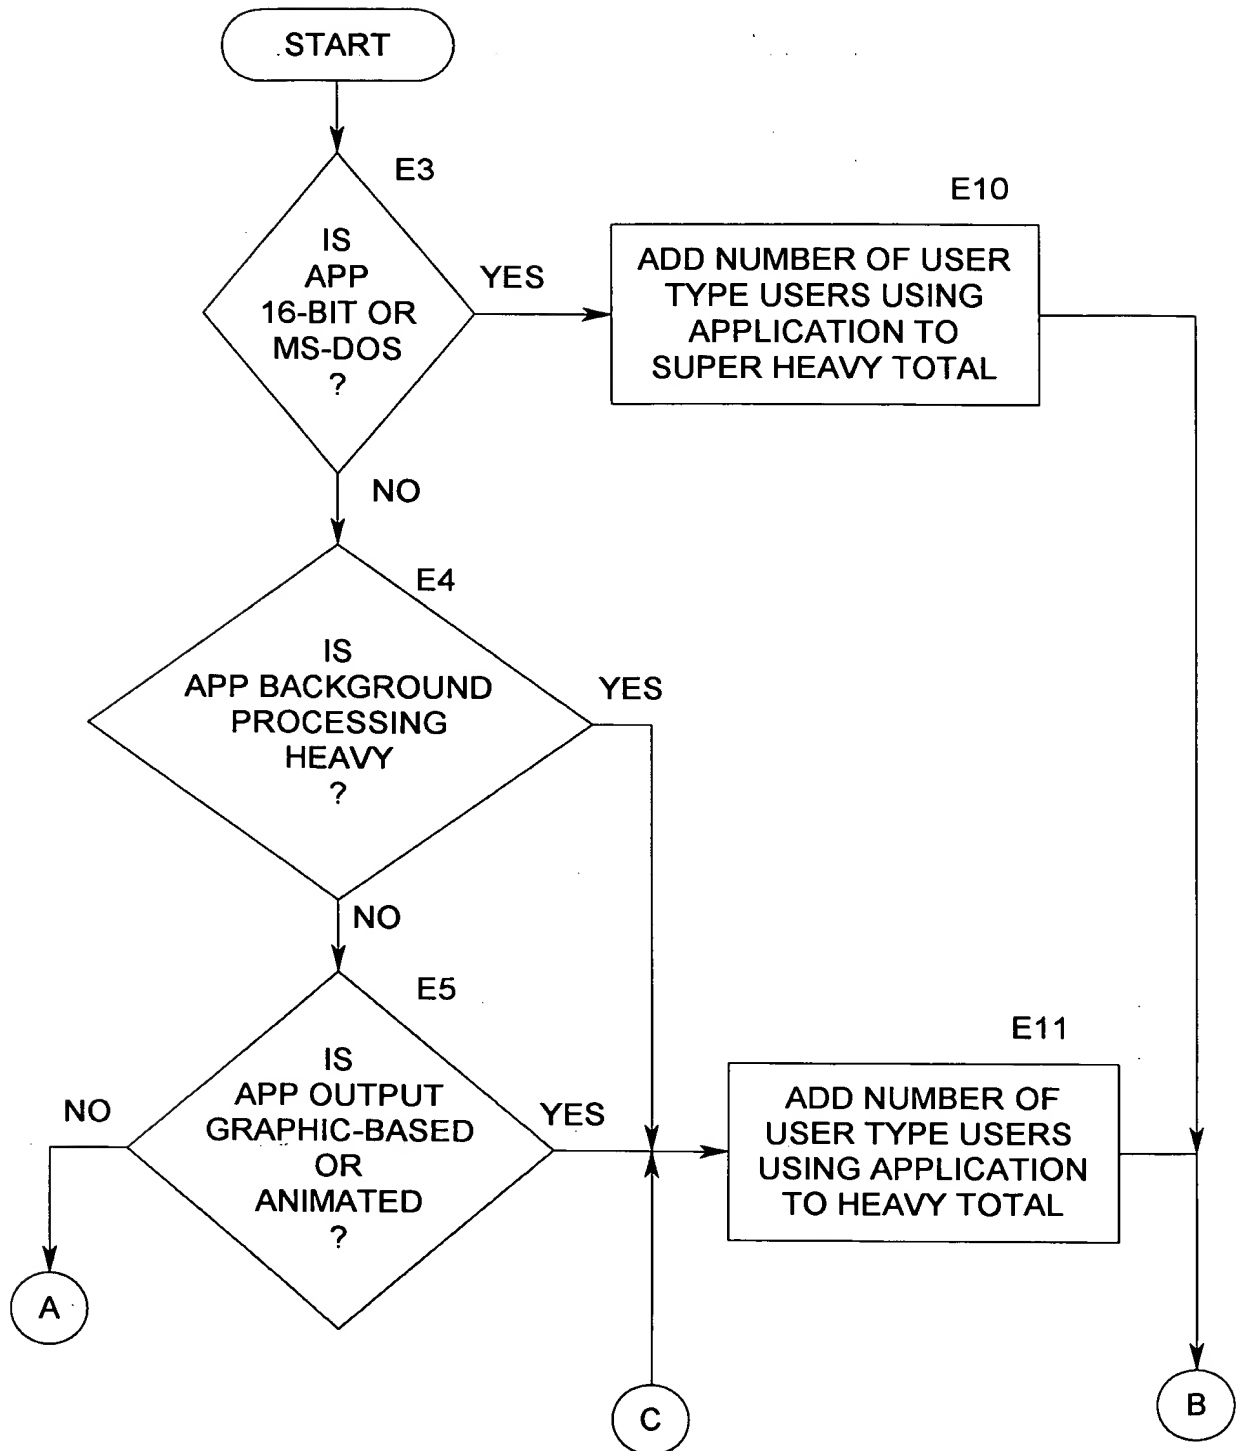 START
E3
E10
IS
APP
16-BIT OR
MS-DOS
?
YES
ADD NUMBER OF USER
TYPE USERS USING
APPLICATION TO
SUPER HEAVY TOTAL
NO
E4
IS
APP BACKGROUND
PROCESSING
HEAVY
?
YES
NO
E5
E11
IS
APP OUTPUT
GRAPHIC-BASED
OR
ANIMATED
?
NO
YES
ADD NUMBER OF
USER TYPE USERS
USING APPLICATION
TO HEAVY TOTAL
A
C
B